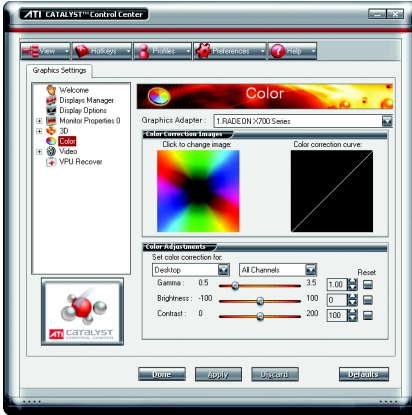 ATI CATALYST™ Control Center
View Hotkeys Profiles Preferences Help
Graphics Settings
Welcome
Displays Manager
Display Options
Monitor Properties 0
3D
Color
Video
VPU Recover
Color
Graphics Adapter : 1.RADEON X700 Series
Color Correction Images
Click to change image: Color correction curve:
Color Adjustments
Set color correction for:
Desktop All Channels Reset
Gamma : 0.5 3.5 1.00
Brightness : -100 100 0
Contrast : 0 200 100
ATI CATALYST
CONTROL CENTER
Done Apply Discard Defaults